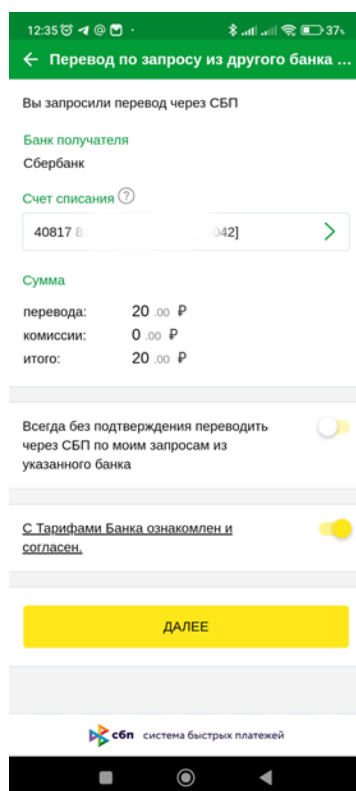 12:35
37%
Перевод по запросу из другого банка ...
Вы запросили перевод через СБП
Банк получателя
Сбербанк
Счет списания ?
40817 8 042]
Сумма
перевода: 20 .00 ₽
комиссии: 0 .00 ₽
итого: 20 .00 ₽
Всегда без подтверждения переводить
через СБП по моим запросам из
указанного банка
С Тарифами Банка ознакомлен и
согласен.
ДАЛЕЕ
сбп система быстрых платежей